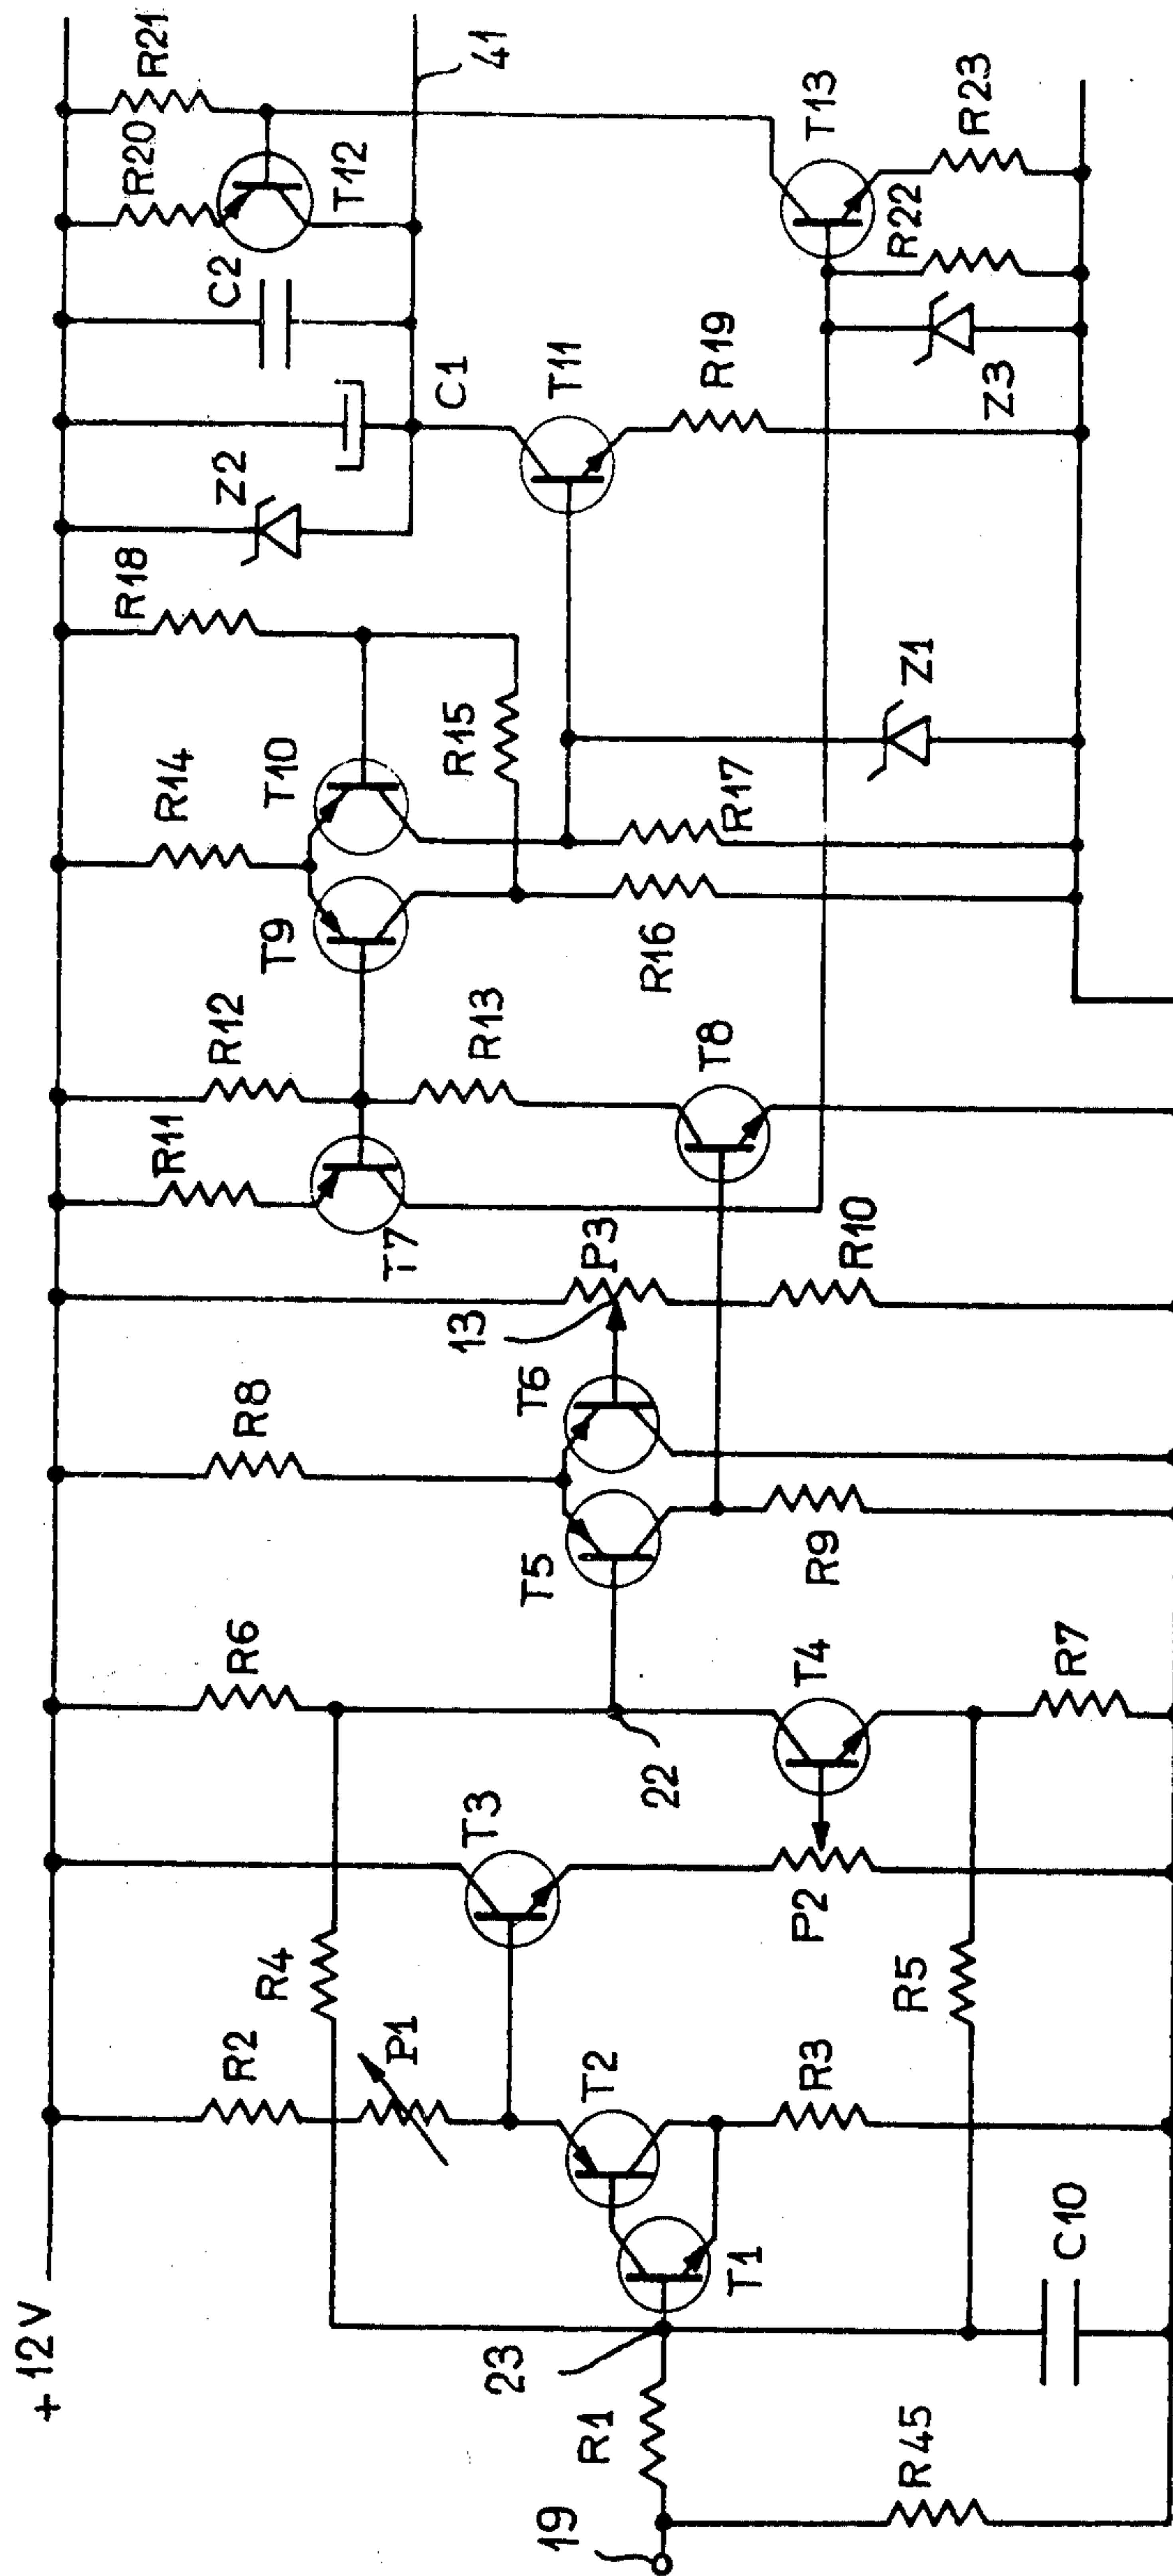 + 12 V
R2
R4
P1
T3
R6
R8
R11
R12
R14
R18
Z2
C2
R20
R21
T12
41
C1
T2
T1
23
R1
19
R45
C10
R3
P2
R5
22
T4
R7
T5
T6
13
P3
R9
R10
T7
R13
T8
T9
T10
R15
R16
R17
Z1
T11
R19
Z3
R22
T13
R23